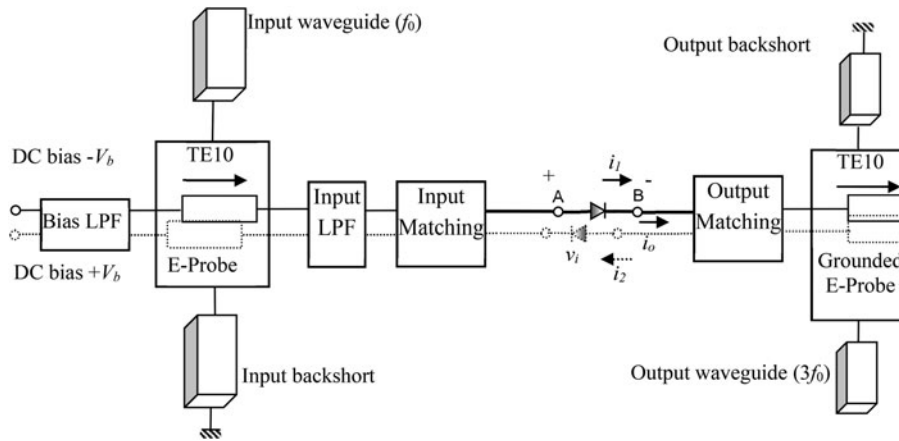 Input waveguide (f₀)
Output backshort
DC bias -Vb
TE10
TE10
i₁
+
-
A
B
Bias LPF
Input
LPF
Input
Matching
Output
Matching
DC bias +Vb
E-Probe
vᵢ
i₂
iₒ
Grounded
E-Probe
Input backshort
Output waveguide (3f₀)